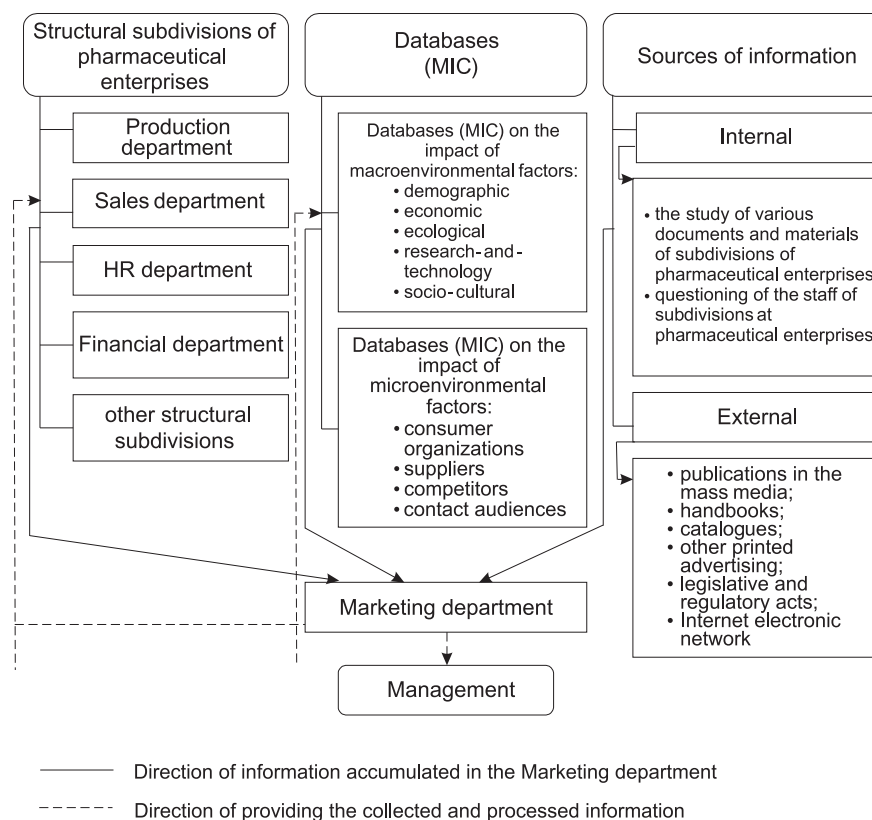 Structural subdivisions of
pharmaceutical
enterprises
Production
department
Sales department
HR department
Financial department
other structural
subdivisions
Databases
(MIC)
Databases (MIC) on the
impact of
macroenvironmental factors:
• demographic
• economic
• ecological
• research-and-
technology
• socio-cultural
Databases (MIC) on the
impact of
microenvironmental
factors:
• consumer
organizations
• suppliers
• competitors
• contact audiences
Sources of information
Internal
• the study of various
documents and materials
of subdivisions of
pharmaceutical enterprises
• questioning of the staff of
subdivisions at
pharmaceutical enterprises
External
• publications in the
mass media;
• handbooks;
• catalogues;
• other printed
advertising;
• legislative and
regulatory acts;
• Internet electronic
network
Marketing department
Management
Direction of information accumulated in the Marketing department
Direction of providing the collected and processed information